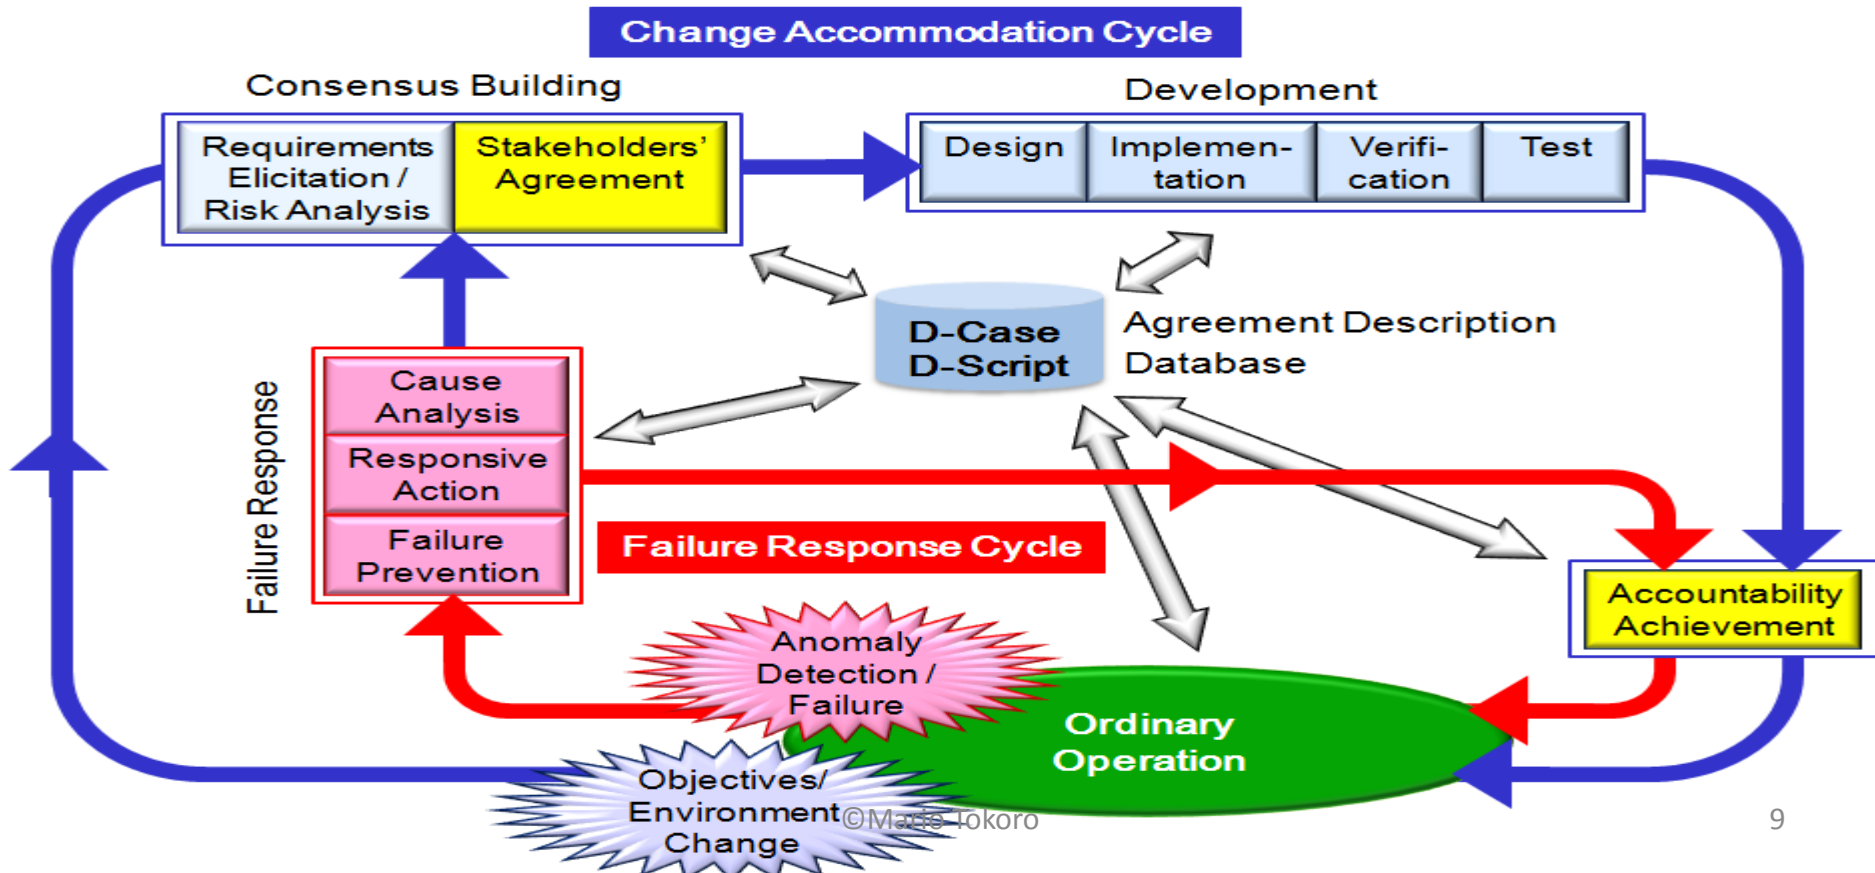 Change Accommodation Cycle
Consensus Building
Development
Requirements
Elicitation /
Risk Analysis
Stakeholders’
Agreement
Design
Implemen-
tation
Verifi-
cation
Test
D-Case
D-Script
Agreement Description
Database
Failure Response
Cause
Analysis
Responsive
Action
Failure
Prevention
Failure Response Cycle
Accountability
Achievement
Anomaly
Detection /
Failure
Ordinary
Operation
Objectives/
Environment
Change
©Mario Tokoro
9